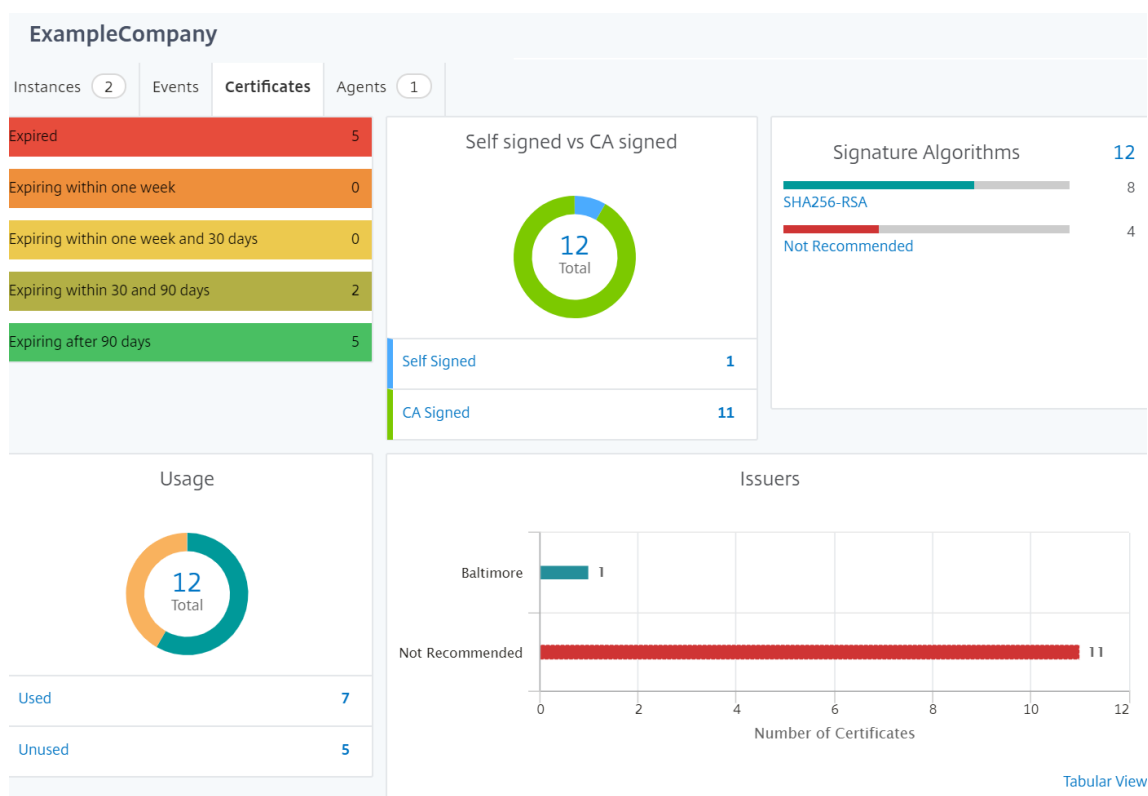 ExampleCompany
Instances 2 Events Certificates Agents 1
Expired 5
Expiring within one week 0
Expiring within one week and 30 days 0
Expiring within 30 and 90 days 2
Expiring after 90 days 5
Self signed vs CA signed
12
Total
Self Signed 1
CA Signed 11
Signature Algorithms 12
8
SHA256-RSA
4
Not Recommended
Usage
12
Total
Used 7
Unused 5
Issuers
Baltimore 1
Not Recommended 11
0 2 4 6 8 10 12
Number of Certificates
Tabular View